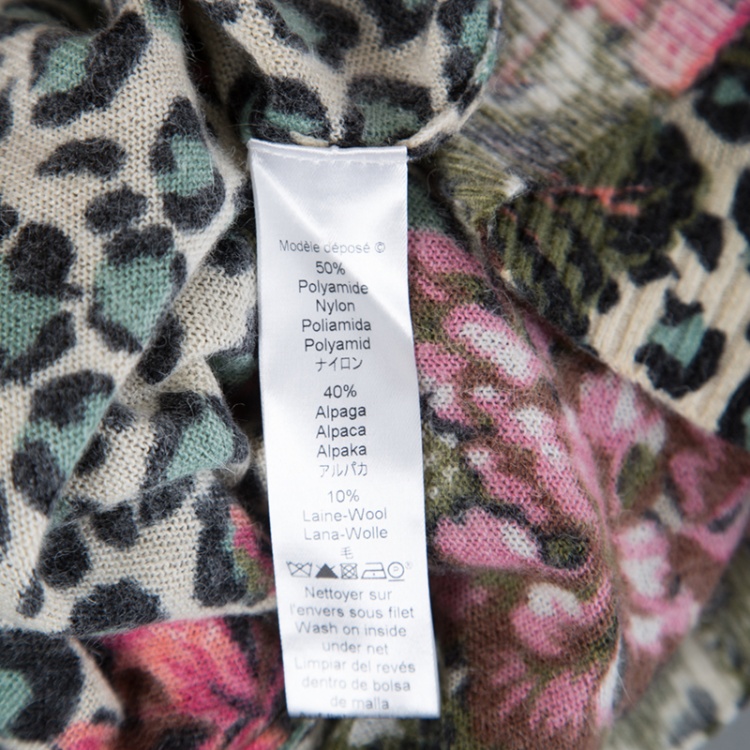 Modèle déposé ©
50%
Polyamide
Nylon
Poliamida
Polyamid
ナイロン
40%
Alpaga
Alpaca
Alpaka
アルパカ
10%
Laine-Wool
Lana-Wolle
毛
Nettoyer sur
l'envers sous filet
Wash on inside
under net
Limpiar del revés
dentro de bolsa
de malla